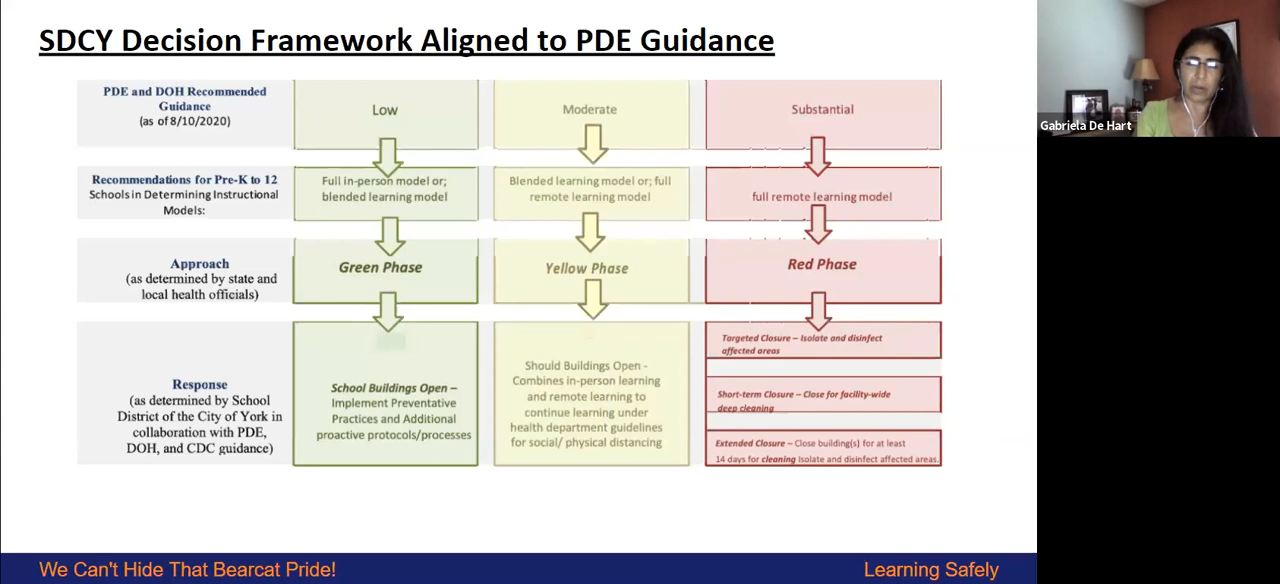 SDCY Decision Framework Aligned to PDE Guidance
PDE and DOH Recommended
Guidance
(as of 8/10/2020)
Low
Moderate
Substantial
Recommendations for Pre-K to 12
Schools in Determining Instructional
Models:
Full in-person model or;
blended learning model
Blended learning model or; full
remote learning model
full remote learning model
Approach
(as determined by state and
local health officials)
Green Phase
Yellow Phase
Red Phase
Response
(as determined by School
District of the City of York in
collaboration with PDE,
DOH, and CDC guidance)
School Buildings Open –
Implement Preventative
Practices and Additional
proactive protocols/processes
Should Buildings Open -
Combines in-person learning
and remote learning to
continue learning under
health department guidelines
for social/ physical distancing
Targeted Closure – Isolate and disinfect
affected areas
Short-term Closure – Close for facility-wide
deep cleaning
Extended Closure – Close building(s) for at least
14 days for cleaning Isolate and disinfect affected areas.
We Can't Hide That Bearcat Pride!
Learning Safely
Gabriela De Hart